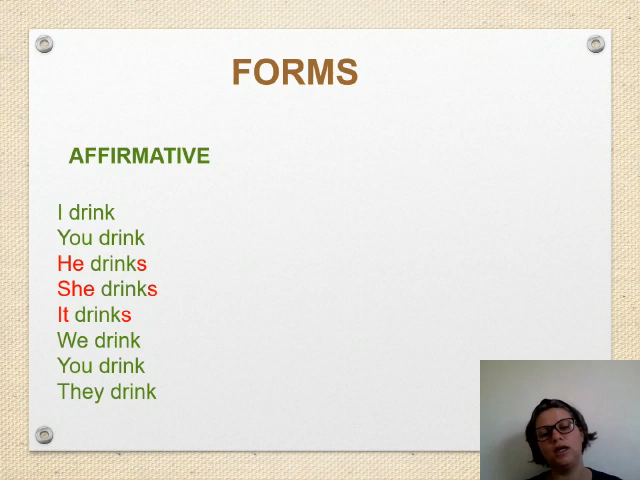 FORMS
AFFIRMATIVE
I drink
You drink
He drinks
She drinks
It drinks
We drink
You drink
They drink